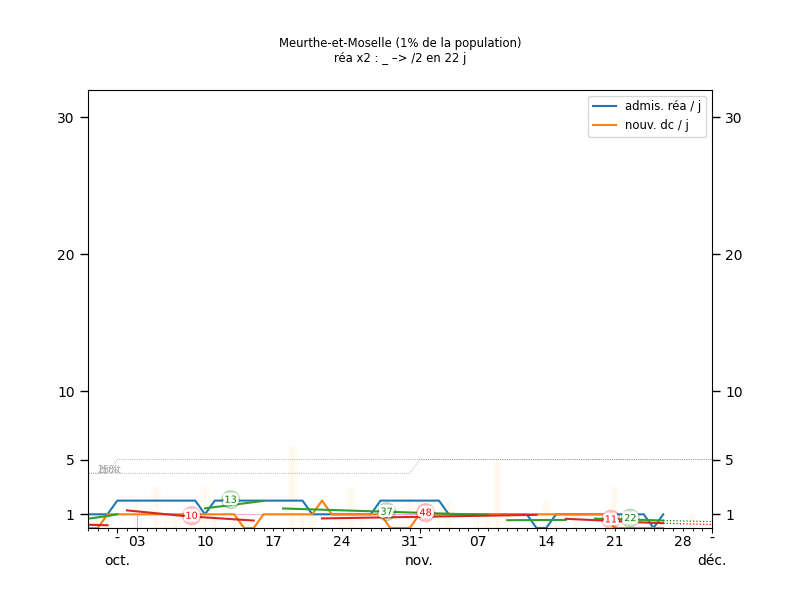 Meurthe-et-Moselle (1% de la population)
réa x2 : _ –> /2 en 22 j
admis. réa / j
nouv. dc / j
30 30
20 20
10 10
5 5
1 1
13
10
37
48
11
22
- 03 10 17 24 31 - 07 14 21 28 -
oct. nov. déc.